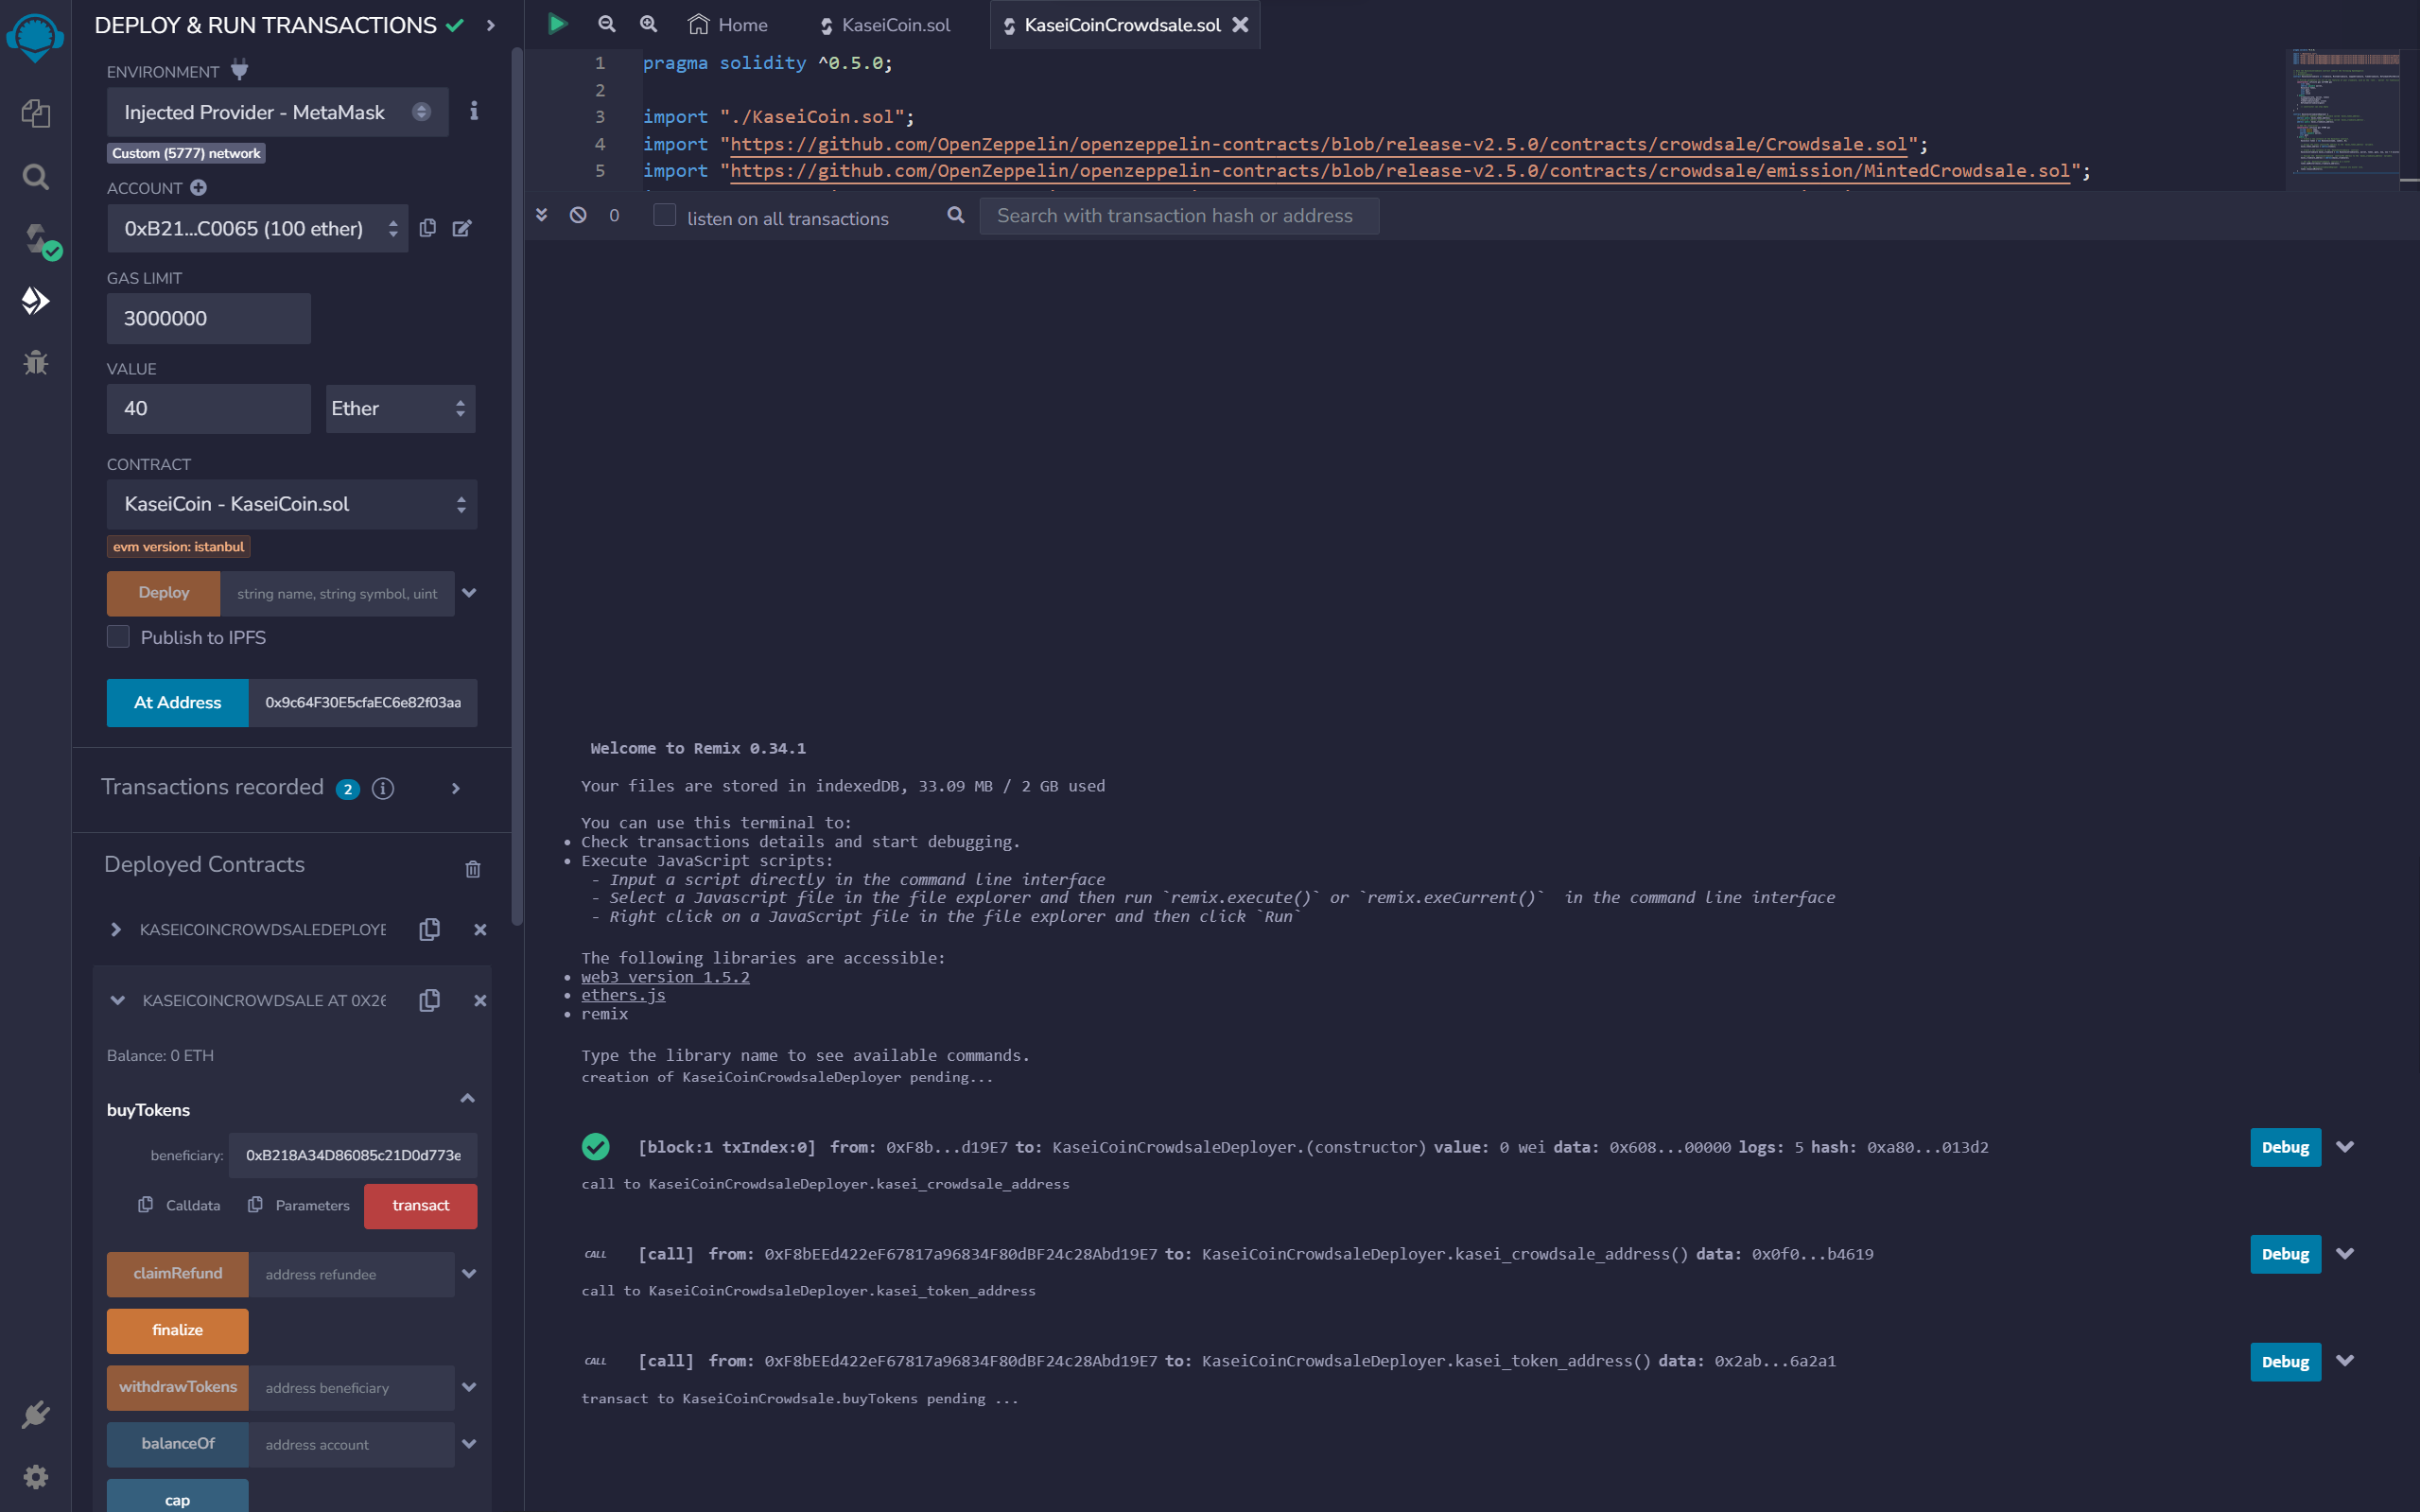 DEPLOY & RUN TRANSACTIONS
ENVIRONMENT
Injected Provider - MetaMask
Custom (5777) network
ACCOUNT
0xB21...C0065 (100 ether)
GAS LIMIT
3000000
VALUE
40
Ether
CONTRACT
KaseiCoin - KaseiCoin.sol
evm version: istanbul
Deploy
string name, string symbol, uint
Publish to IPFS
At Address
0x9c64F30E5cfaEC6e82f03aa
Transactions recorded 2
Deployed Contracts
KASEICOINCROWDSALEDEPLOYE
KASEICOINCROWDSALE AT 0X26
Balance: 0 ETH
buyTokens
beneficiary: 0xB218A34D86085c21D0d773e
Calldata
Parameters
transact
claimRefund
address refundee
finalize
withdrawTokens
address beneficiary
balanceOf
address account
cap
Home
KaseiCoin.sol
KaseiCoinCrowdsale.sol
1 pragma solidity ^0.5.0;
2
3 import "./KaseiCoin.sol";
4 import "https://github.com/OpenZeppelin/openzeppelin-contracts/blob/release-v2.5.0/contracts/crowdsale/Crowdsale.sol";
5 import "https://github.com/OpenZeppelin/openzeppelin-contracts/blob/release-v2.5.0/contracts/crowdsale/emission/MintedCrowdsale.sol";
0
listen on all transactions
Search with transaction hash or address
Welcome to Remix 0.34.1
Your files are stored in indexedDB, 33.09 MB / 2 GB used
You can use this terminal to:
• Check transactions details and start debugging.
• Execute JavaScript scripts:
- Input a script directly in the command line interface
- Select a Javascript file in the file explorer and then run `remix.execute()` or `remix.exeCurrent()` in the command line interface
- Right click on a JavaScript file in the file explorer and then click `Run`
The following libraries are accessible:
• web3 version 1.5.2
• ethers.js
• remix
Type the library name to see available commands.
creation of KaseiCoinCrowdsaleDeployer pending...
[block:1 txIndex:0] from: 0xF8b...d19E7 to: KaseiCoinCrowdsaleDeployer.(constructor) value: 0 wei data: 0x608...00000 logs: 5 hash: 0xa80...013d2
Debug
call to KaseiCoinCrowdsaleDeployer.kasei_crowdsale_address
CALL [call] from: 0xF8bEEd422eF67817a96834F80dBF24c28Abd19E7 to: KaseiCoinCrowdsaleDeployer.kasei_crowdsale_address() data: 0x0f0...b4619
Debug
call to KaseiCoinCrowdsaleDeployer.kasei_token_address
CALL [call] from: 0xF8bEEd422eF67817a96834F80dBF24c28Abd19E7 to: KaseiCoinCrowdsaleDeployer.kasei_token_address() data: 0x2ab...6a2a1
Debug
transact to KaseiCoinCrowdsale.buyTokens pending ...